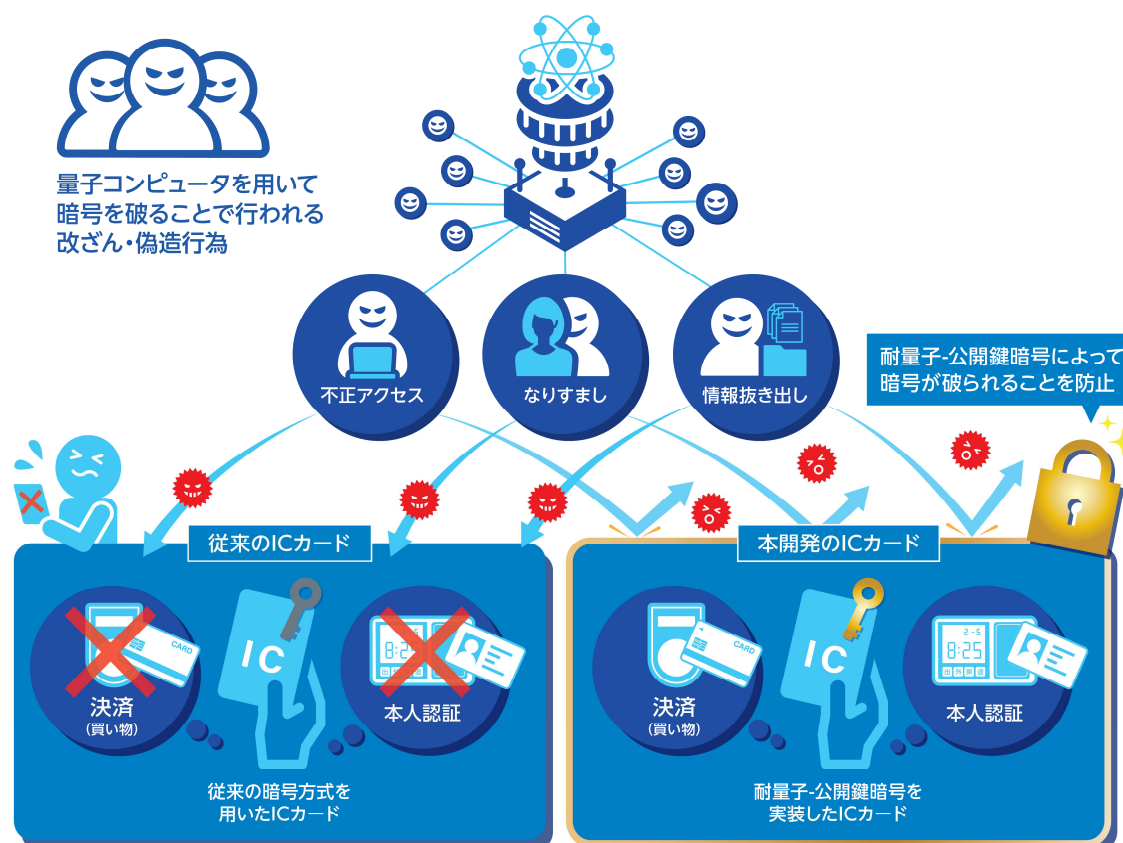 量子コンピュータを用いて
暗号を破ることで行われる
改ざん・偽造行為
不正アクセス
なりすまし
情報抜き出し
耐量子-公開鍵暗号によって
暗号が破られることを防止
従来のICカード
本開発のICカード
CARD
IC
8:2
決済
(買い物)
本人認証
従来の暗号方式を
用いたICカード
CARD
IC
2-5
8:25
決済
(買い物)
本人認証
耐量子-公開鍵暗号を
実装したICカード